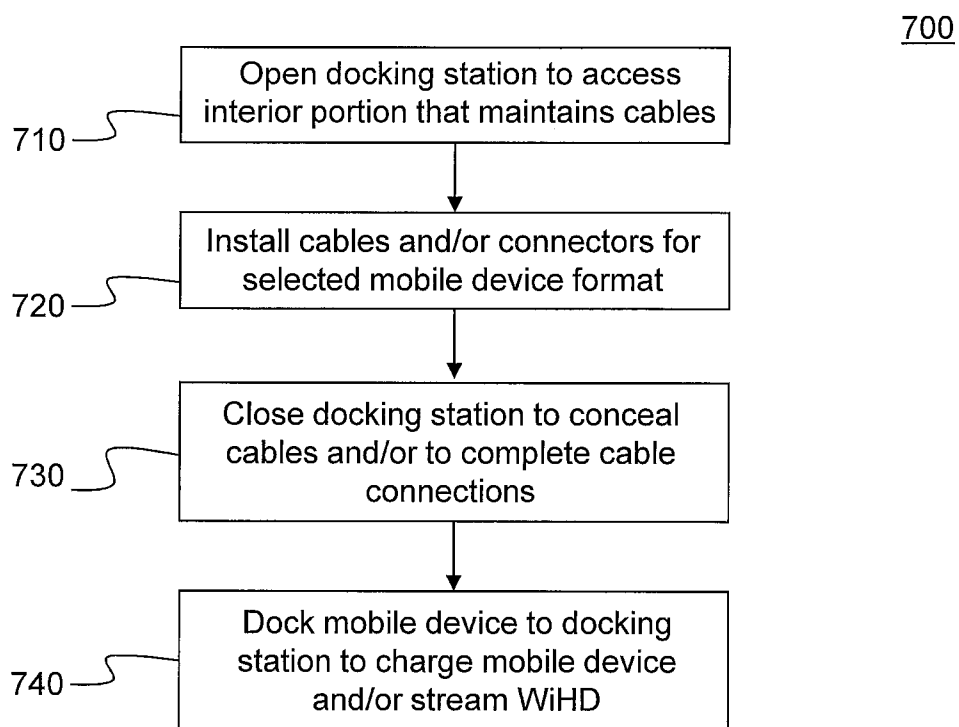 700
Open docking station to access
interior portion that maintains cables
710
Install cables and/or connectors for
selected mobile device format
720
Close docking station to conceal
cables and/or to complete cable
connections
730
Dock mobile device to docking
station to charge mobile device
and/or stream WiHD
740